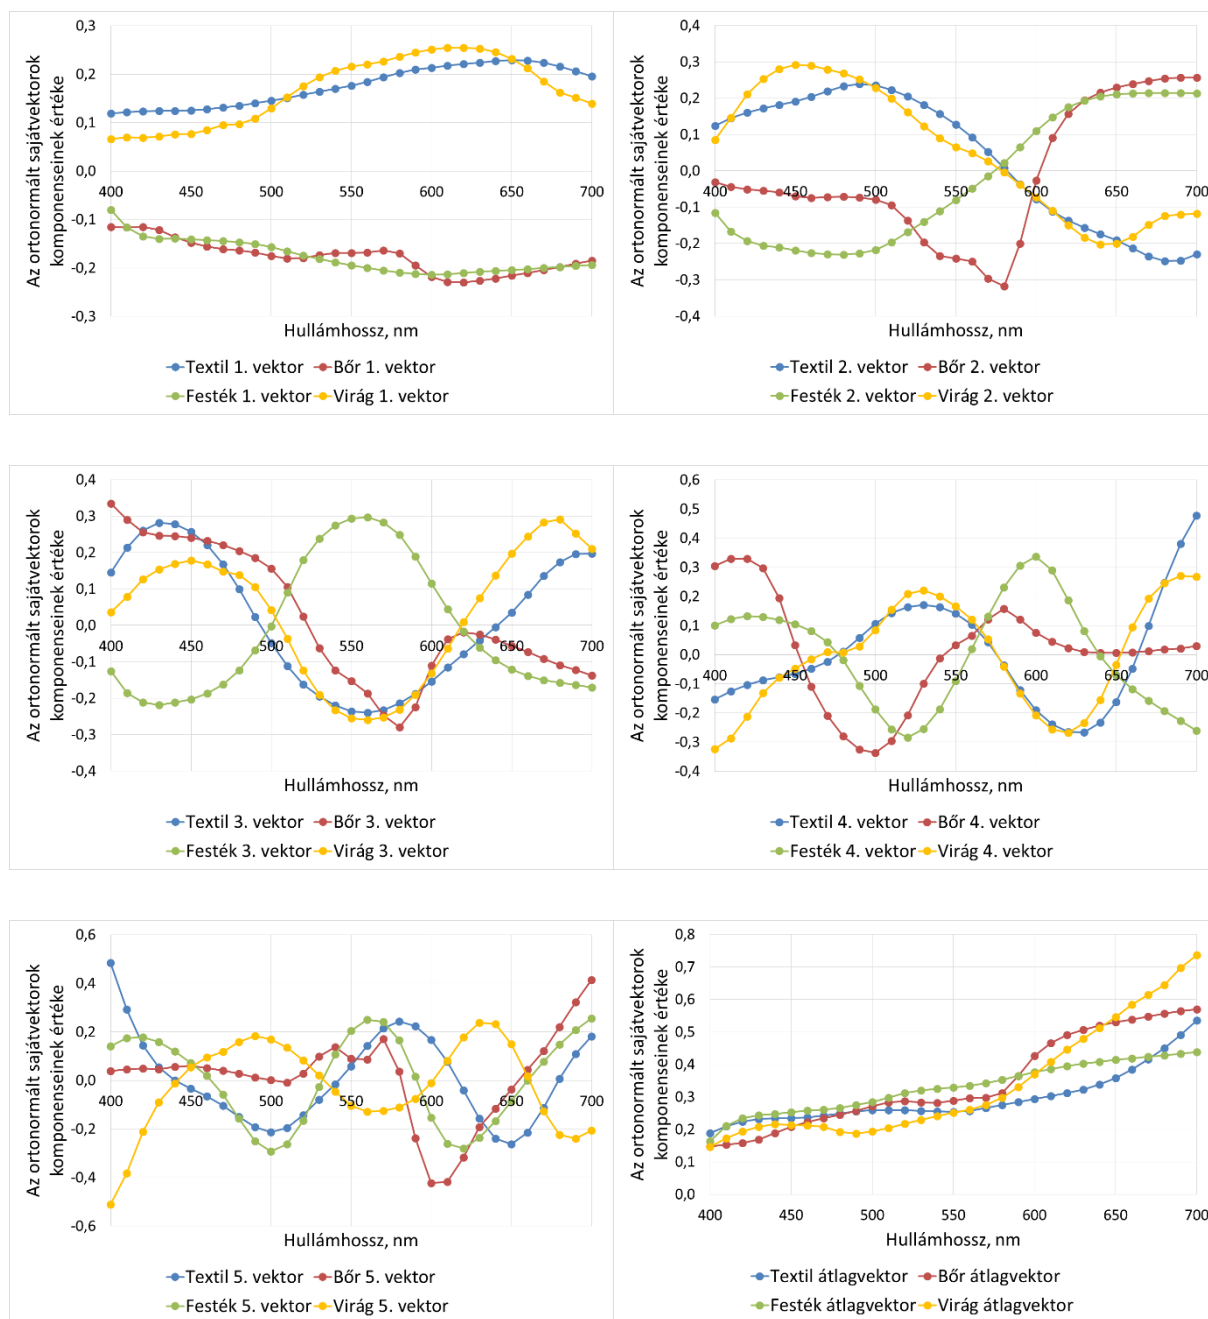 Az ortonormált sajátvektorok
komponenseinek értéke
0,3
0,2
0,1
0,0
-0,1
-0,2
-0,3
400 450 500 550 600 650 700
Hullámhossz, nm
Textil 1. vektor Bőr 1. vektor
Festék 1. vektor Virág 1. vektor
Az ortonormált sajátvektorok
komponenseinek értéke
0,4
0,3
0,2
0,1
0,0
-0,1
-0,2
-0,3
-0,4
400 450 500 550 600 650 700
Hullámhossz, nm
Textil 2. vektor Bőr 2. vektor
Festék 2. vektor Virág 2. vektor
Az ortonormált sajátvektorok
komponenseinek értéke
0,4
0,3
0,2
0,1
0,0
-0,1
-0,2
-0,3
-0,4
400 450 500 550 600 650 700
Hullámhossz, nm
Textil 3. vektor Bőr 3. vektor
Festék 3. vektor Virág 3. vektor
Az ortonormált sajátvektorok
komponenseinek értéke
0,6
0,5
0,4
0,3
0,2
0,1
0,0
-0,1
-0,2
-0,3
-0,4
400 450 500 550 600 650 700
Hullámhossz, nm
Textil 4. vektor Bőr 4. vektor
Festék 4. vektor Virág 4. vektor
Az ortonormált sajátvektorok
komponenseinek értéke
0,6
0,4
0,2
0,0
-0,2
-0,4
-0,6
400 450 500 550 600 650 700
Hullámhossz, nm
Textil 5. vektor Bőr 5. vektor
Festék 5. vektor Virág 5. vektor
Az ortonormált sajátvektorok
komponenseinek értéke
0,8
0,7
0,6
0,5
0,4
0,3
0,2
0,1
0,0
400 450 500 550 600 650 700
Hullámhossz, nm
Textil átlagvektor Bőr átlagvektor
Festék átlagvektor Virág átlagvektor